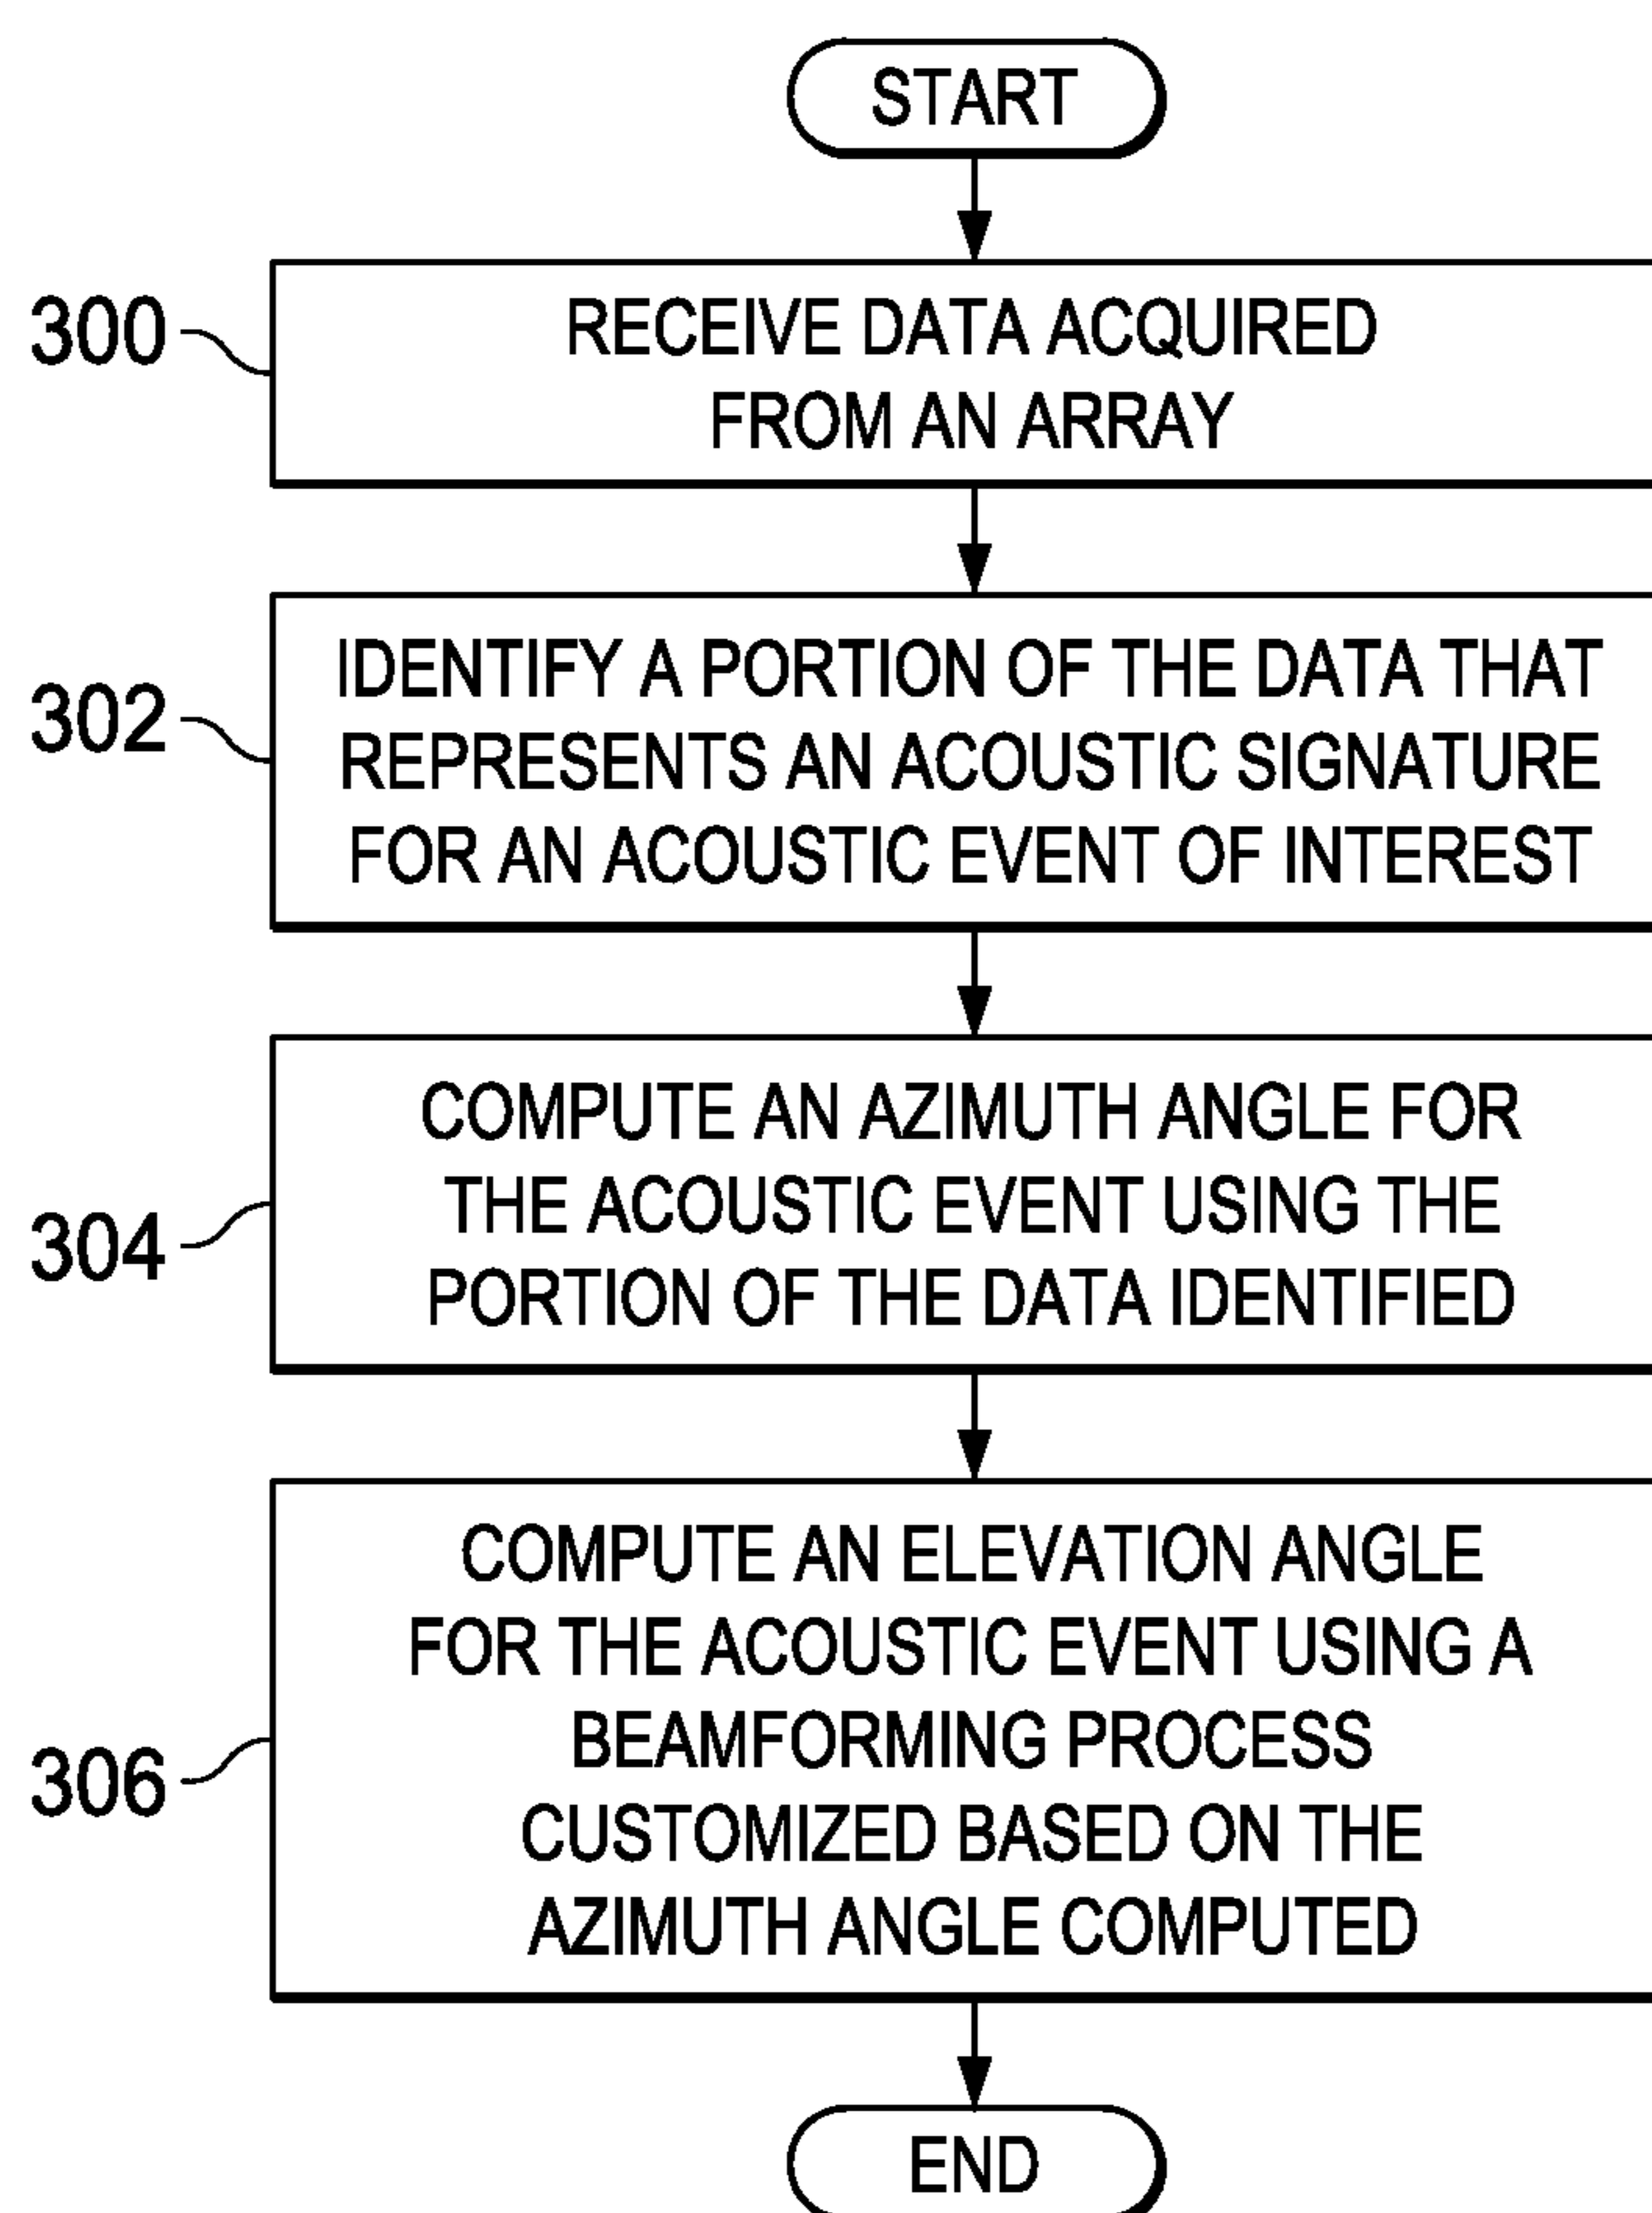 START
300
RECEIVE DATA ACQUIRED
FROM AN ARRAY
302
IDENTIFY A PORTION OF THE DATA THAT
REPRESENTS AN ACOUSTIC SIGNATURE
FOR AN ACOUSTIC EVENT OF INTEREST
304
COMPUTE AN AZIMUTH ANGLE FOR
THE ACOUSTIC EVENT USING THE
PORTION OF THE DATA IDENTIFIED
306
COMPUTE AN ELEVATION ANGLE
FOR THE ACOUSTIC EVENT USING A
BEAMFORMING PROCESS
CUSTOMIZED BASED ON THE
AZIMUTH ANGLE COMPUTED
END